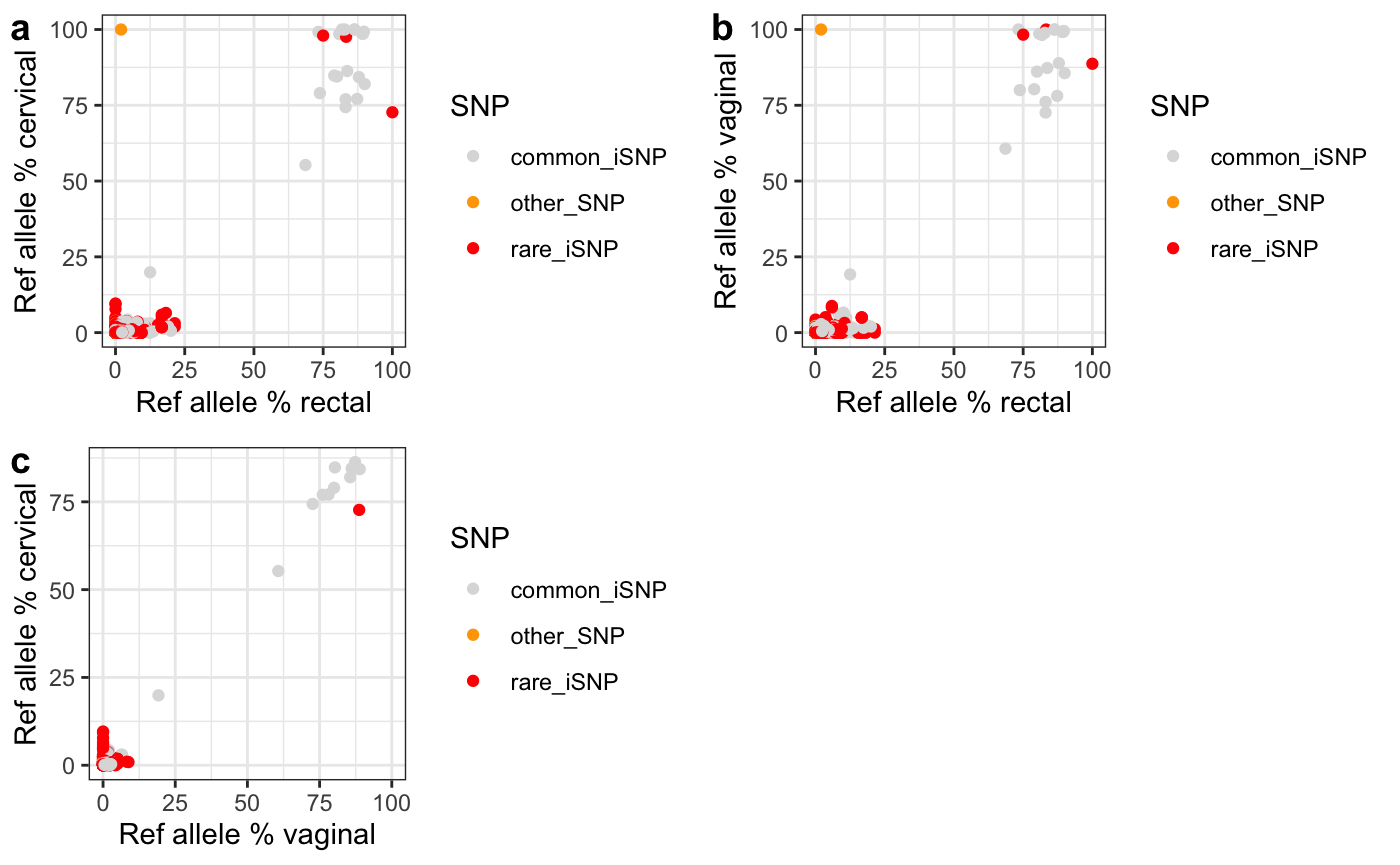 a
Ref allele % cervical
100
75
50
25
0
0 25 50 75 100
Ref allele % rectal
SNP
common_iSNP
other_SNP
rare_iSNP
b
Ref allele % vaginal
100
75
50
25
0
0 25 50 75 100
Ref allele % rectal
SNP
common_iSNP
other_SNP
rare_iSNP
c
Ref allele % cervical
75
50
25
0
0 25 50 75 100
Ref allele % vaginal
SNP
common_iSNP
other_SNP
rare_iSNP